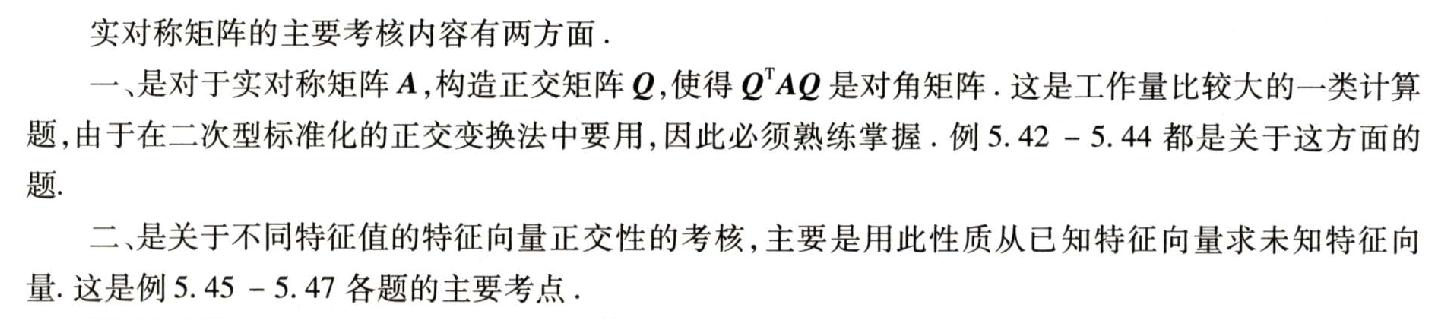 实对称矩阵的主要考核内容有两方面.
一、是对于实对称矩阵 A,构造正交矩阵 Q,使得 QᵀAQ 是对角矩阵. 这是工作量比较大的一类计算
题,由于在二次型标准化的正交变换法中要用,因此必须熟练掌握. 例 5.42 - 5.44 都是关于这方面的
题.
二、是关于不同特征值的特征向量正交性的考核,主要是用此性质从已知特征向量求未知特征向
量. 这是例 5.45 - 5.47 各题的主要考点.